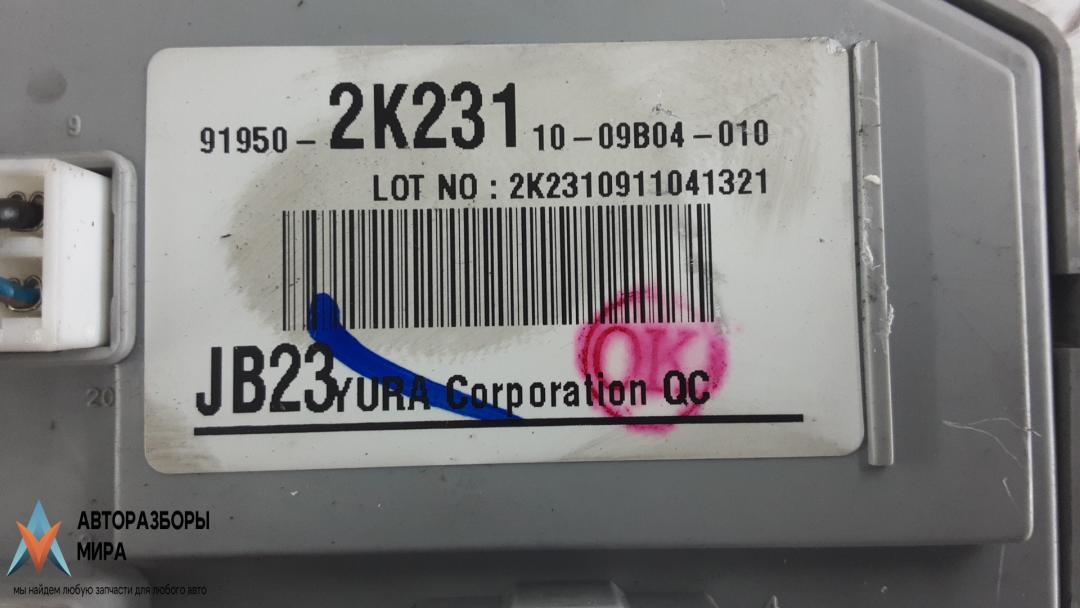 9
91950-2K231 10-09B04-010
LOT NO : 2K2310911041321
OK
JB23 YURA Corporation QC
20
АВТОРАЗБОРЫ
МИРА
мы найдем любую запчасти для любого авто